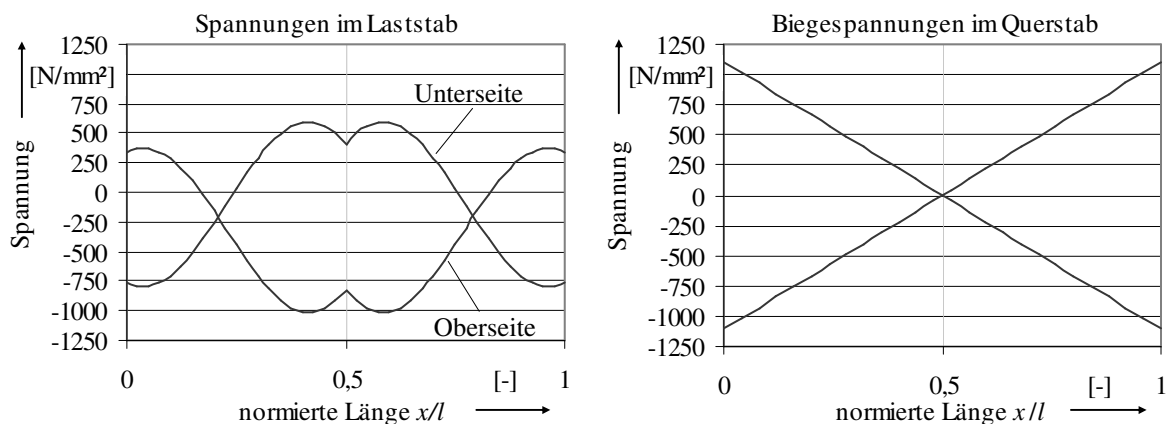 Spannungen im Laststab
1250
[N/mm²]
750
500
250
0
-250
-500
-750
-1000
-1250
Spannung
Unterseite
Oberseite
0
0,5
[-]
1
normierte Länge x/l
Biegespannungen im Querstab
1250
[N/mm²]
750
500
250
0
-250
-500
-750
-1000
-1250
Spannung
0
0,5
[-]
1
normierte Länge x/l